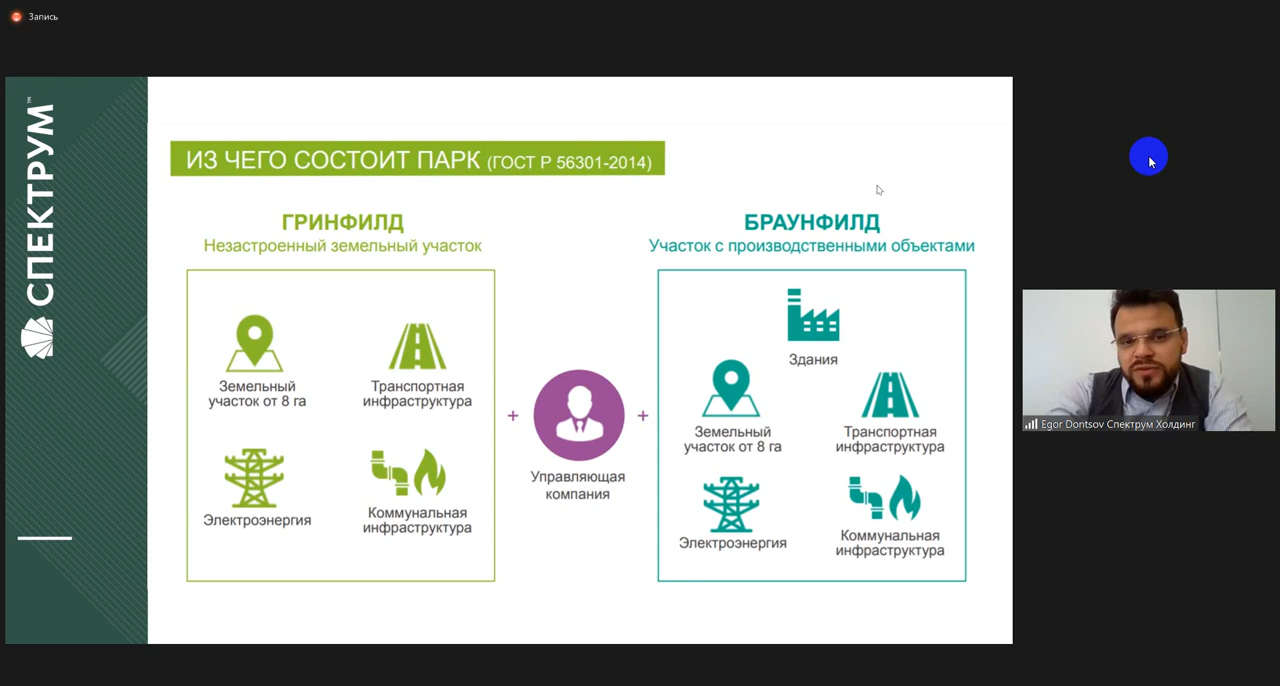 Запись
СПЕКТРУМ™
ИЗ ЧЕГО СОСТОИТ ПАРК (ГОСТ Р 56301-2014)
ГРИНФИЛД
Незастроенный земельный участок
Земельный
участок от 8 га
Транспортная
инфраструктура
Электроэнергия
Коммунальная
инфраструктура
+
Управляющая
компания
+
БРАУНФИЛД
Участок с производственными объектами
Здания
Земельный
участок от 8 га
Транспортная
инфраструктура
Электроэнергия
Коммунальная
инфраструктура
Egor Dontsov Спектрум Холдинг